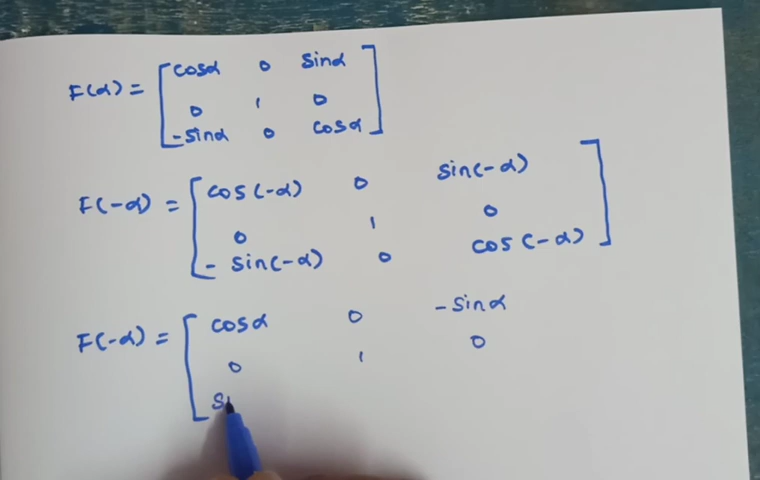 cosα 0 sinα
F(α) =
0 1 0
-sinα 0 cosα
cos(-α) 0 sin(-α)
F(-α) =
0 1 0
- sin(-α) 0 cos(-α)
cosα 0 -sinα
F(-α) =
0 1 0
S